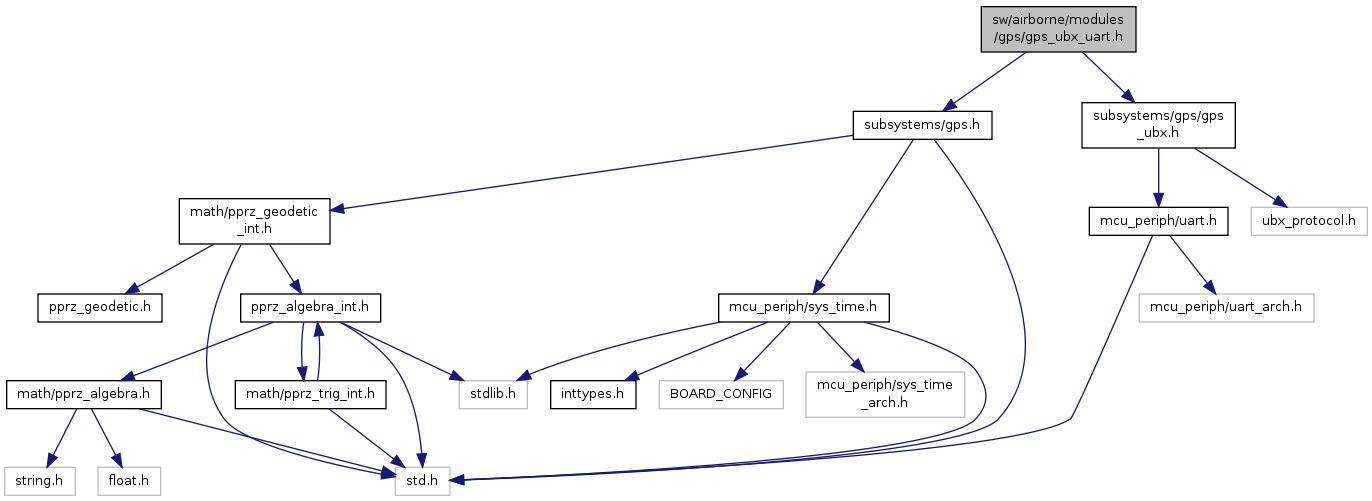 sw/airborne/modules
/gps/gps_ubx_uart.h
subsystems/gps.h
subsystems/gps/gps
_ubx.h
math/pprz_geodetic
_int.h
mcu_periph/uart.h
ubx_protocol.h
pprz_geodetic.h
pprz_algebra_int.h
mcu_periph/sys_time.h
mcu_periph/uart_arch.h
math/pprz_algebra.h
math/pprz_trig_int.h
stdlib.h
inttypes.h
BOARD_CONFIG
mcu_periph/sys_time
_arch.h
string.h
float.h
std.h